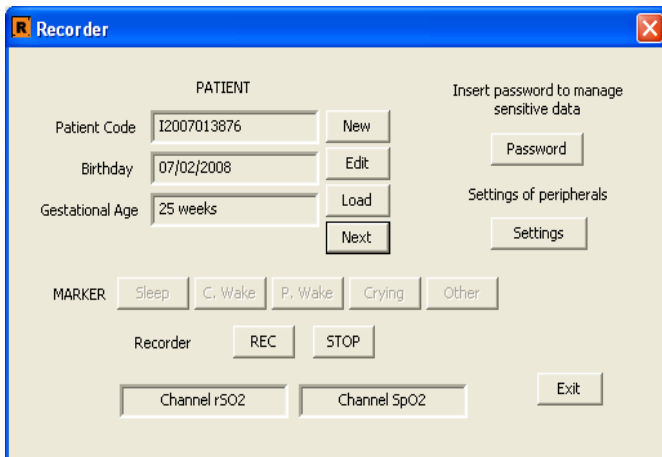 R Recorder
PATIENT
Insert password to manage
sensitive data
Patient Code I2007013876 New
Password
Birthday 07/02/2008 Edit
Settings of peripherals
Gestational Age 25 weeks Load
Next Settings
MARKER Sleep C. Wake P. Wake Crying Other
Recorder REC STOP
Channel rSO2 Channel SpO2 Exit